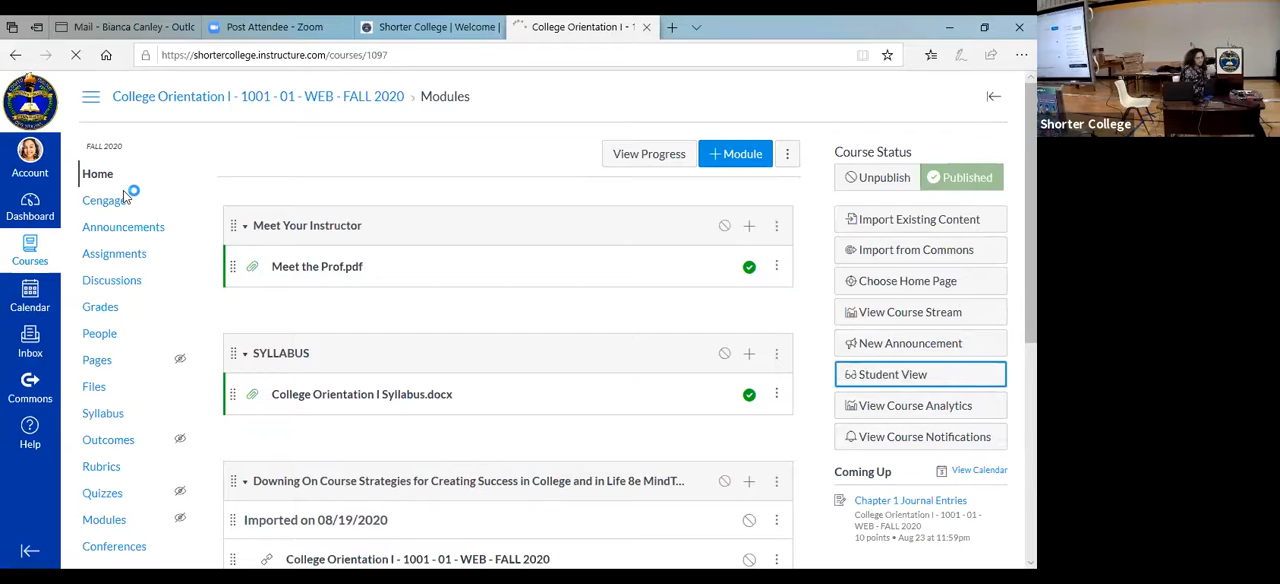 Mail - Bianca Canley - Outlo
Post Attendee - Zoom
Shorter College | Welcome |
College Orientation I - 1
https://shortercollege.instructure.com/courses/1097
College Orientation I - 1001 - 01 - WEB - FALL 2020 › Modules
FALL 2020
Home
Cengage
Announcements
Assignments
Discussions
Grades
People
Pages
Files
Syllabus
Outcomes
Rubrics
Quizzes
Modules
Conferences
Account
Dashboard
Courses
Calendar
Inbox
Commons
Help
View Progress
+ Module
Meet Your Instructor
Meet the Prof.pdf
SYLLABUS
College Orientation I Syllabus.docx
Downing On Course Strategies for Creating Success in College and in Life 8e MindT...
Imported on 08/19/2020
College Orientation I - 1001 - 01 - WEB - FALL 2020
Course Status
Unpublish
Published
Import Existing Content
Import from Commons
Choose Home Page
View Course Stream
New Announcement
Student View
View Course Analytics
View Course Notifications
Coming Up
View Calendar
Chapter 1 Journal Entries
College Orientation I - 1001 - 01 -
WEB - FALL 2020
10 points • Aug 23 at 11:59pm
Shorter College